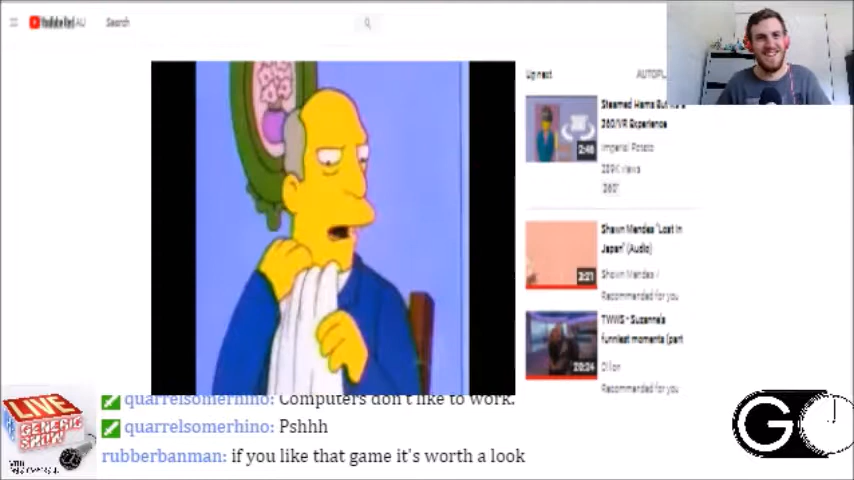 YouTube AU
Search
Up next
AUTOPL
Steamed Hams But it's a
360/VR Experience
Imperial Potato
views
360°
2:48
Shawn Mendes "Lost In
Japan" (Audio)
Shawn Mendes
Recommended for you
3:21
TWWS - Suzanne's
funniest moments (part
Dillon
Recommended for you
20:24
quarrelsomerhino: Computers don't like to work.
quarrelsomerhino: Pshhh
rubberbanman: if you like that game it's worth a look
LIVE
GENERIC
SHOW
GO